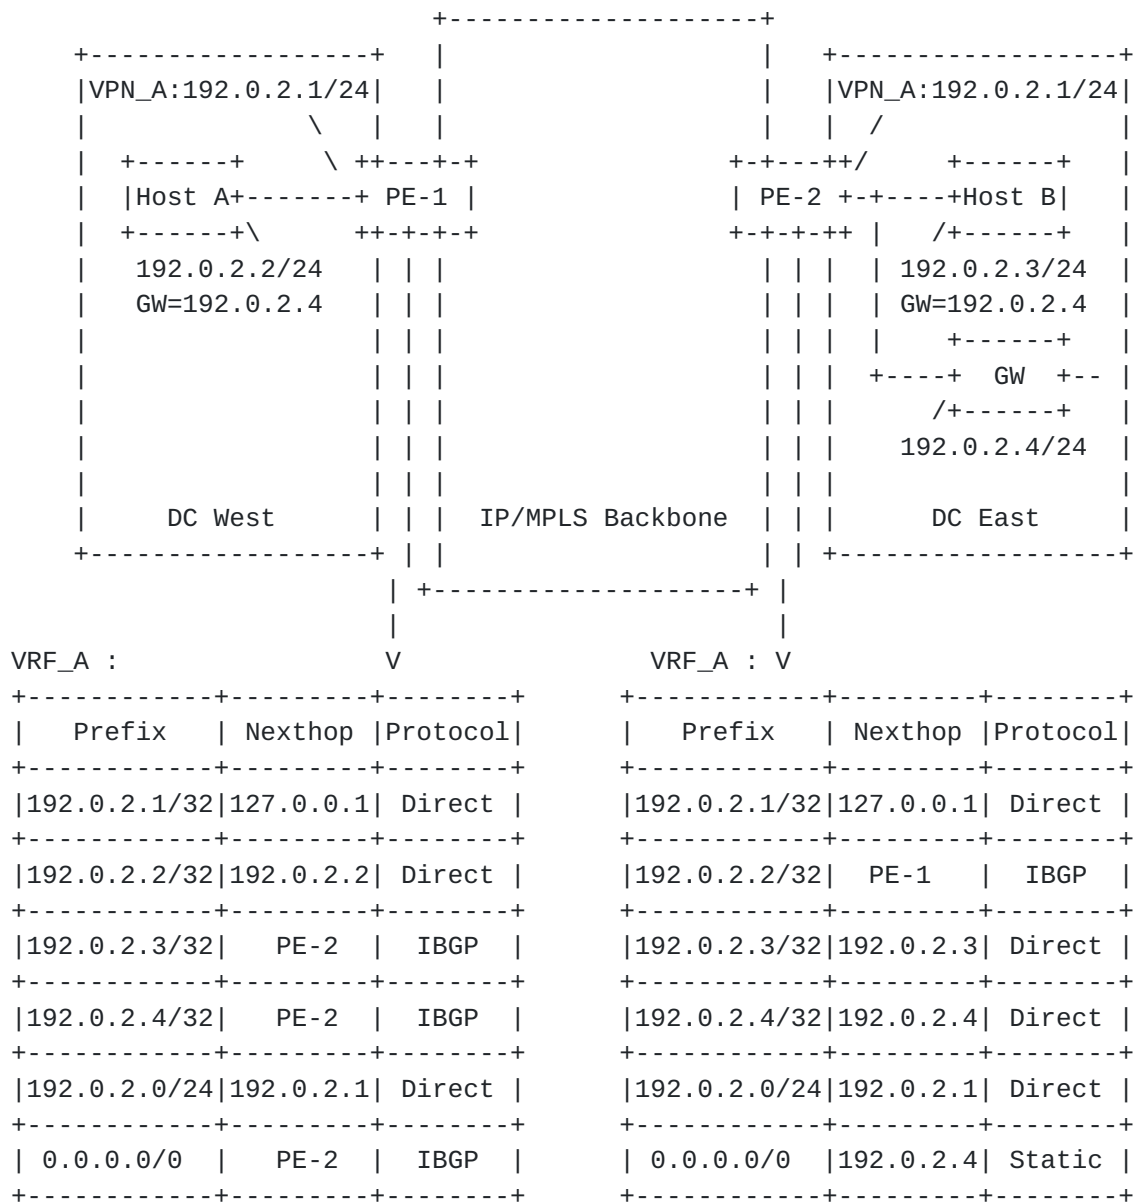 +--------------------+
    +------------------+   |                    |   +------------------+
    |VPN_A:192.0.2.1/24|   |                    |   |VPN_A:192.0.2.1/24|
    |              \   |   |                    |   |  /               |
    |  +------+     \ ++---+-+                +-+---++/     +------+   |
    |  |Host A+-------+ PE-1 |                | PE-2 +-+----+Host B|   |
    |  +------+\      ++-+-+-+                +-+-+-++ |   /+------+   |
    |   192.0.2.2/24   | | |                    | | |  | 192.0.2.3/24  |
    |   GW=192.0.2.4   | | |                    | | |  | GW=192.0.2.4  |
    |                  | | |                    | | |  |    +------+   |
    |                  | | |                    | | |  +----+  GW  +-- |
    |                  | | |                    | | |      /+------+   |
    |                  | | |                    | | |    192.0.2.4/24  |
    |                  | | |                    | | |                  |
    |     DC West      | | |  IP/MPLS Backbone  | | |      DC East     |
    +------------------+ | |                    | | +------------------+
                        | +--------------------+ |
                        |                        |
VRF_A :                 V                VRF_A : V
+------------+---------+--------+      +------------+---------+--------+
|   Prefix   | Nexthop |Protocol|      |   Prefix   | Nexthop |Protocol|
+------------+---------+--------+      +------------+---------+--------+
|192.0.2.1/32|127.0.0.1| Direct |      |192.0.2.1/32|127.0.0.1| Direct |
+------------+---------+--------+      +------------+---------+--------+
|192.0.2.2/32|192.0.2.2| Direct |      |192.0.2.2/32|  PE-1   |  IBGP  |
+------------+---------+--------+      +------------+---------+--------+
|192.0.2.3/32|   PE-2  |  IBGP  |      |192.0.2.3/32|192.0.2.3| Direct |
+------------+---------+--------+      +------------+---------+--------+
|192.0.2.4/32|   PE-2  |  IBGP  |      |192.0.2.4/32|192.0.2.4| Direct |
+------------+---------+--------+      +------------+---------+--------+
|192.0.2.0/24|192.0.2.1| Direct |      |192.0.2.0/24|192.0.2.1| Direct |
+------------+---------+--------+      +------------+---------+--------+
| 0.0.0.0/0  |   PE-2  |  IBGP  |      | 0.0.0.0/0  |192.0.2.4| Static |
+------------+---------+--------+      +------------+---------+--------+